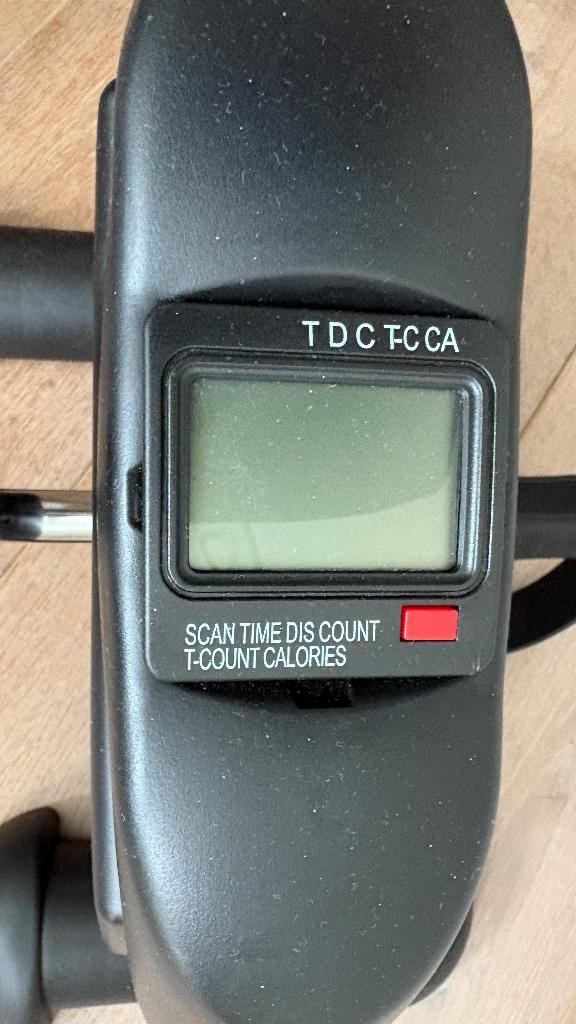 T D C T-C CA
SCAN TIME DIS COUNT
T-COUNT CALORIES